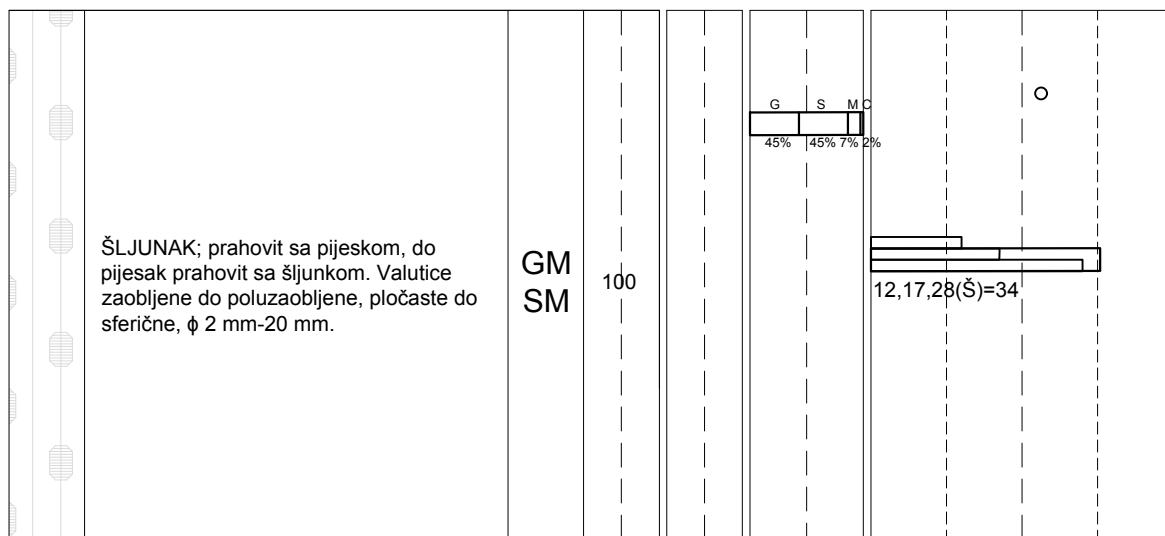 G S M C
45% 45% 7% 2%
ŠLJUNAK; prahovit sa pijeskom, do
pijesak prahovit sa šljunkom. Valutice
zaobljene do poluzaobljene, pločaste do
sferične, ϕ 2 mm-20 mm.
GM
SM
100
12,17,28(Š)=34